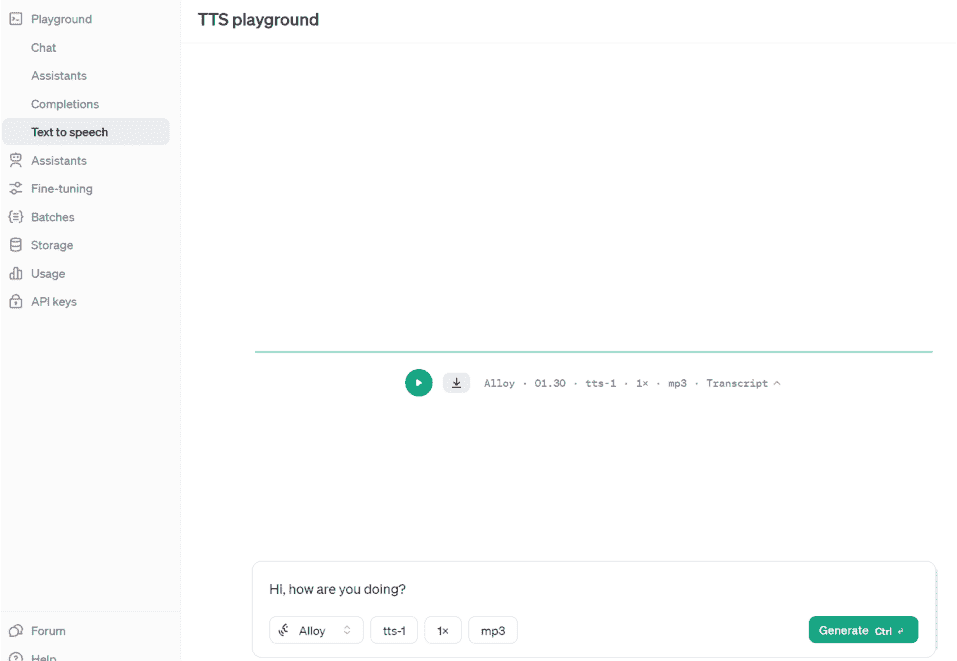 Playground
Chat
Assistants
Completions
Text to speech
Assistants
Fine-tuning
Batches
Storage
Usage
API keys
Forum
Help
TTS playground
Alloy · 01.30 · tts-1 · 1× · mp3 · Transcript
Hi, how are you doing?
Alloy tts-1 1× mp3 Generate Ctrl ↵